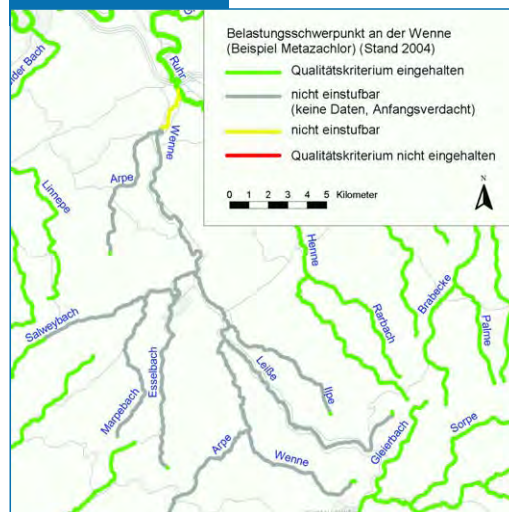 Belastungsschwerpunkt an der Wenne
(Beispiel Metazachlor) (Stand 2004)
Qualitätskriterium eingehalten
nicht einstufbar
(keine Daten, Anfangsverdacht)
nicht einstufbar
Qualitätskriterium nicht eingehalten
0 1 2 3 4 5 Kilometer
N
Bach
Ruhr
Wenne
Arpe
Linnepe
Henne
Rarbach
Brabecke
Palme
Salweybach
Marpebach
Esselbach
Leiße
Ilpe
Arpe
Wenne
Gleierbach
Sorpe